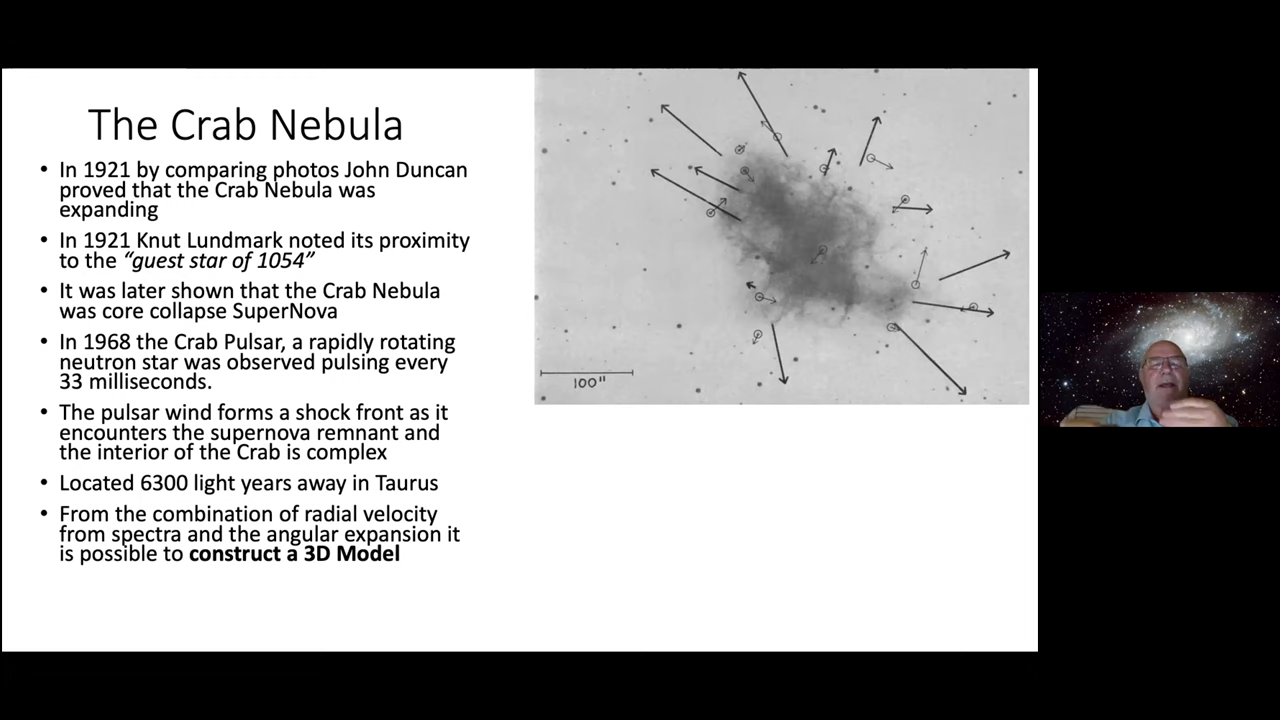 The Crab Nebula
• In 1921 by comparing photos John Duncan
proved that the Crab Nebula was
expanding
• In 1921 Knut Lundmark noted its proximity
to the “guest star of 1054”
• It was later shown that the Crab Nebula
was core collapse SuperNova
• In 1968 the Crab Pulsar, a rapidly rotating
neutron star was observed pulsing every
33 milliseconds.
• The pulsar wind forms a shock front as it
encounters the supernova remnant and
the interior of the Crab is complex
• Located 6300 light years away in Taurus
• From the combination of radial velocity
from spectra and the angular expansion it
is possible to construct a 3D Model
100"